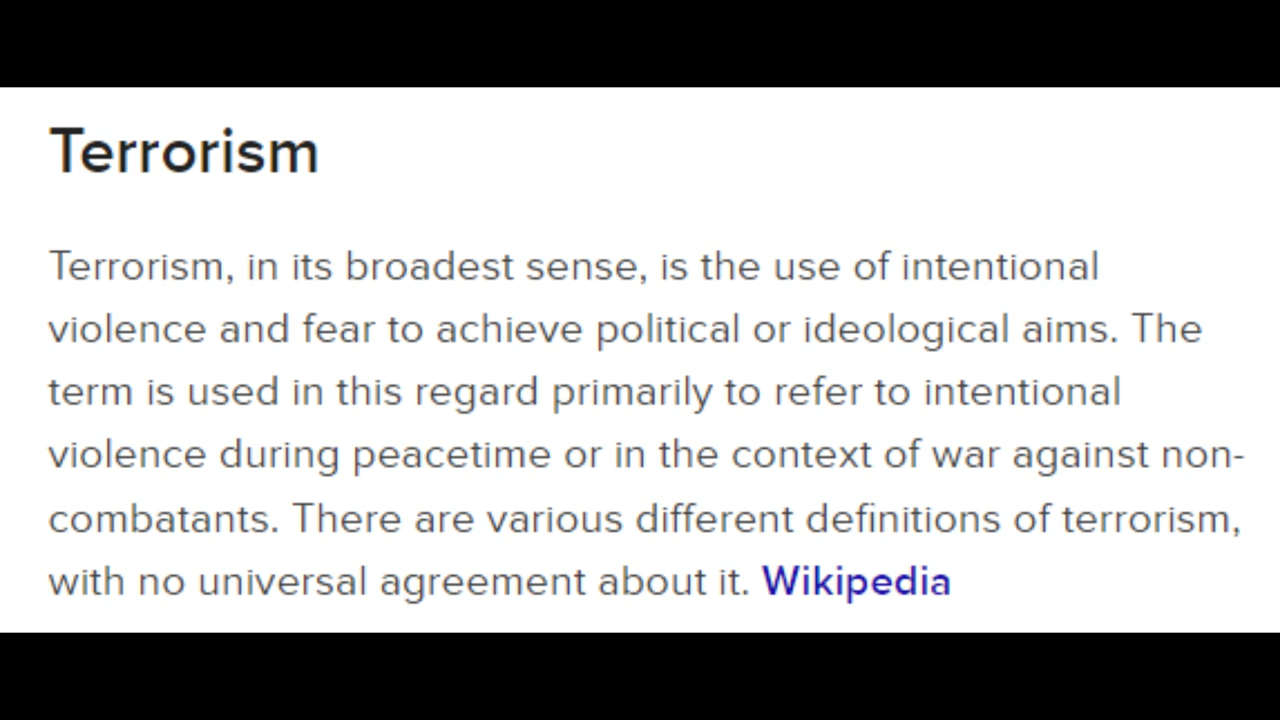 Terrorism
Terrorism, in its broadest sense, is the use of intentional
violence and fear to achieve political or ideological aims. The
term is used in this regard primarily to refer to intentional
violence during peacetime or in the context of war against non-
combatants. There are various different definitions of terrorism,
with no universal agreement about it. Wikipedia